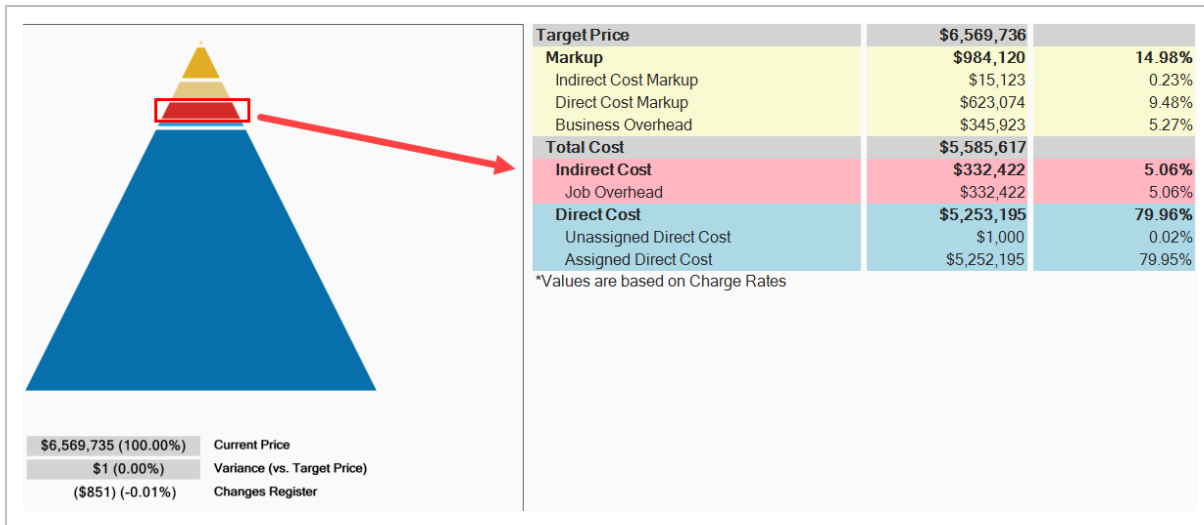 Target Price $6,569,736
Markup $984,120 14.98%
Indirect Cost Markup $15,123 0.23%
Direct Cost Markup $623,074 9.48%
Business Overhead $345,923 5.27%
Total Cost $5,585,617
Indirect Cost $332,422 5.06%
Job Overhead $332,422 5.06%
Direct Cost $5,253,195 79.96%
Unassigned Direct Cost $1,000 0.02%
Assigned Direct Cost $5,252,195 79.95%
*Values are based on Charge Rates
$6,569,735 (100.00%) Current Price
$1 (0.00%) Variance (vs. Target Price)
($851) (-0.01%) Changes Register